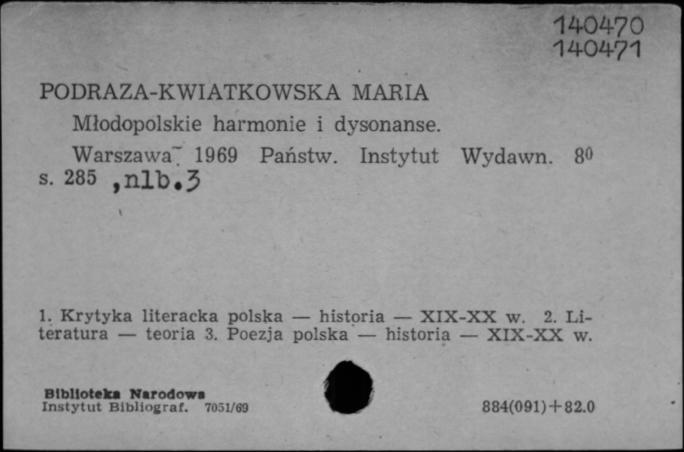 140470
140471
PODRAZA-KWIATKOWSKA MARIA
Młodopolskie harmonie i dysonanse.
Warszawa 1969 Państw. Instytut Wydawn. 8⁰
s. 285 ,nlb.3
1. Krytyka literacka polska — historia — XIX-XX w. 2. Li-
teratura — teoria 3. Poezja polska — historia — XIX-XX w.
Biblioteka Narodowa
Instytut Bibliograf. 7051/69
884(091)+82.0